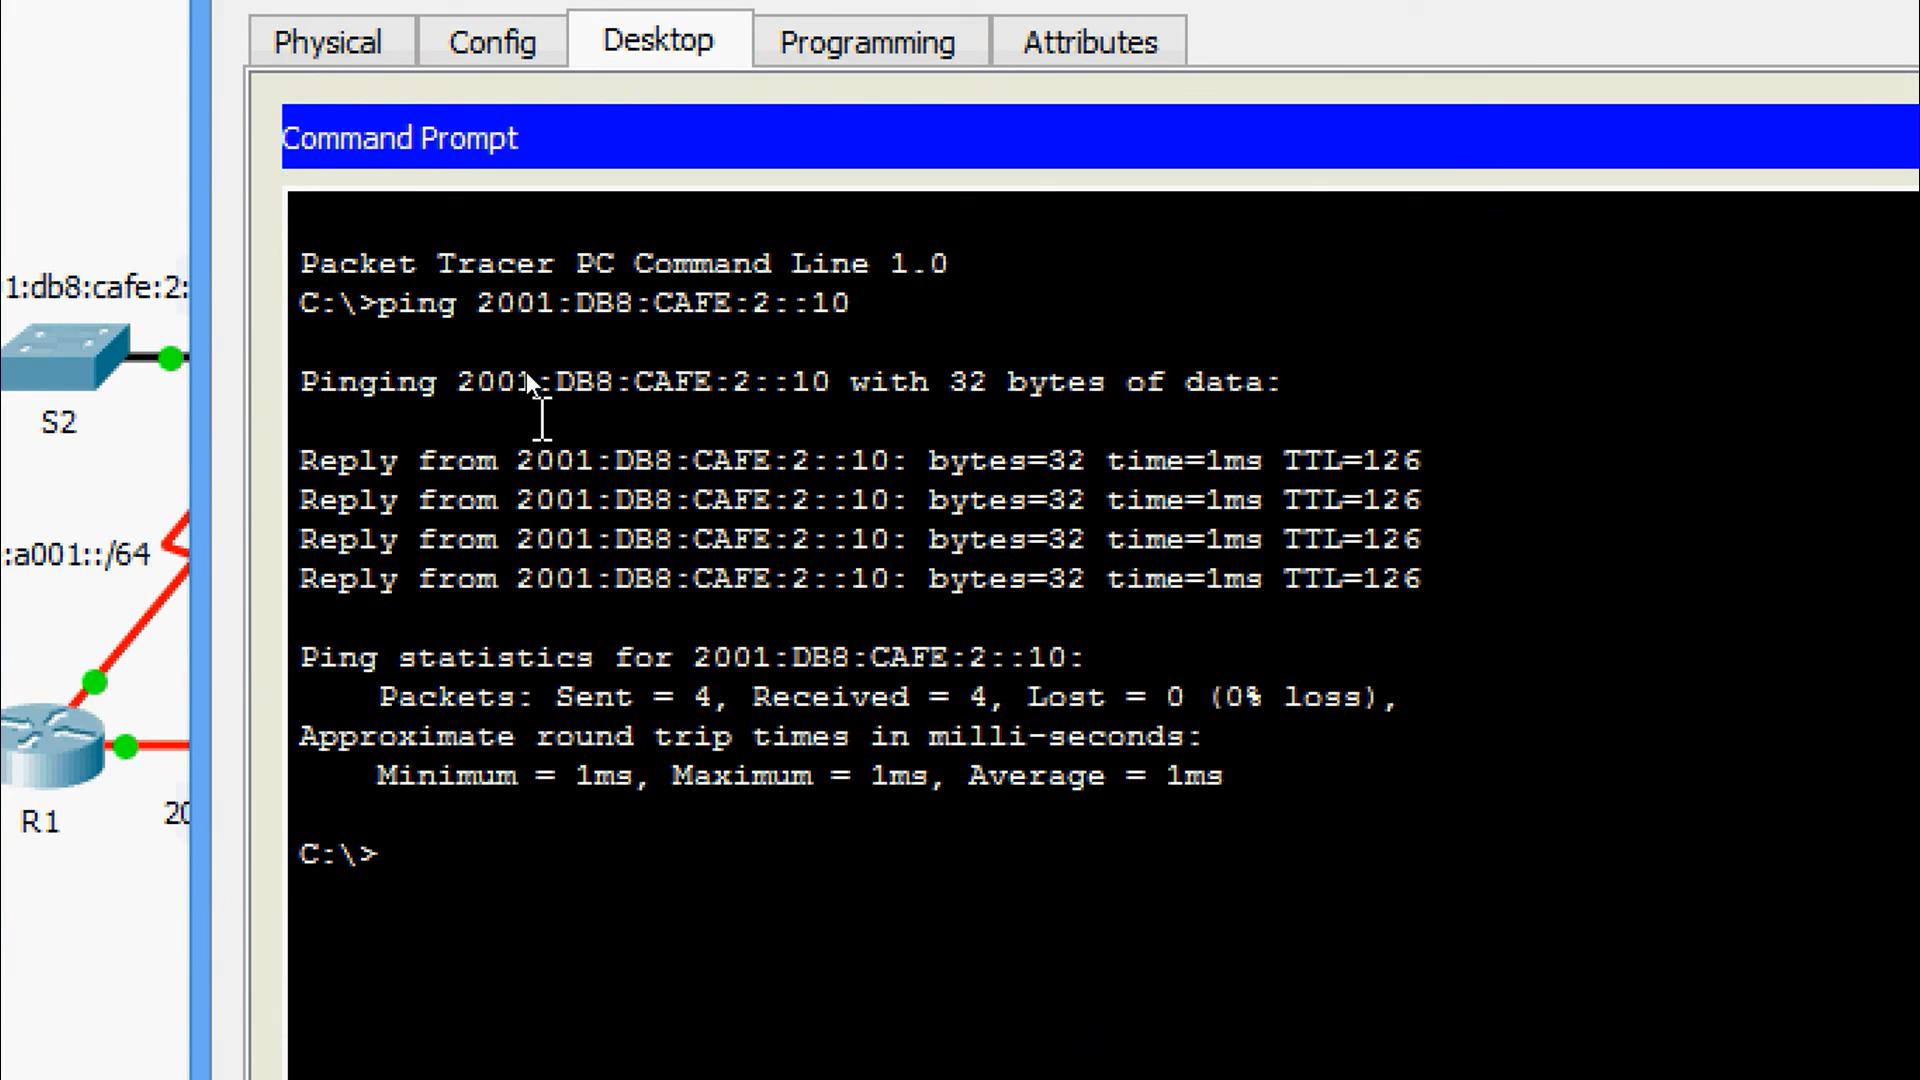 Physical Config Desktop Programming Attributes
Command Prompt
Packet Tracer PC Command Line 1.0
C:\>ping 2001:DB8:CAFE:2::10
Pinging 2001:DB8:CAFE:2::10 with 32 bytes of data:
Reply from 2001:DB8:CAFE:2::10: bytes=32 time=1ms TTL=126
Reply from 2001:DB8:CAFE:2::10: bytes=32 time=1ms TTL=126
Reply from 2001:DB8:CAFE:2::10: bytes=32 time=1ms TTL=126
Reply from 2001:DB8:CAFE:2::10: bytes=32 time=1ms TTL=126
Ping statistics for 2001:DB8:CAFE:2::10:
Packets: Sent = 4, Received = 4, Lost = 0 (0% loss),
Approximate round trip times in milli-seconds:
Minimum = 1ms, Maximum = 1ms, Average = 1ms
C:\>
1:db8:cafe:2:
S2
:a001::/64
R1
20